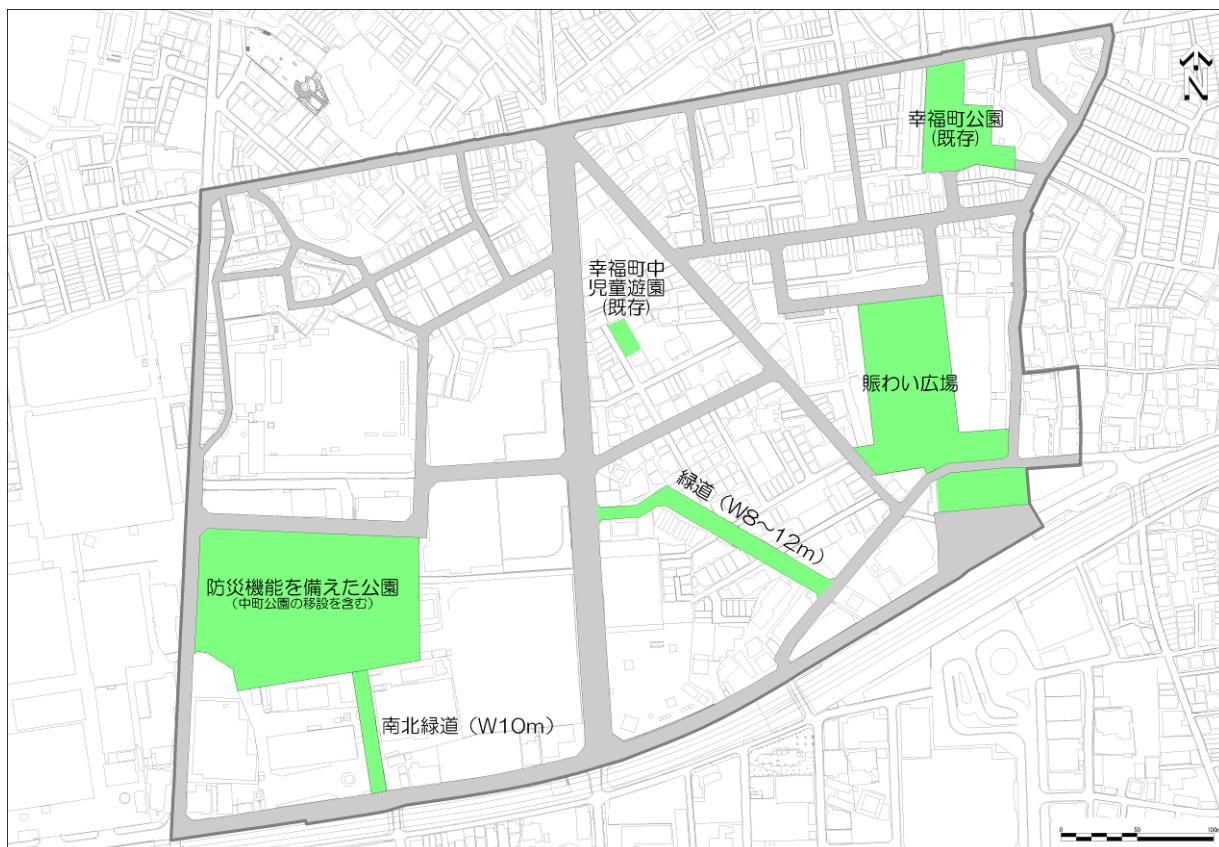 幸福町公園
(既存)
幸福町中
児童遊園
(既存)
賑わい広場
緑道（W8～12m）
防災機能を備えた公園
（中町公園の移設を含む）
南北緑道（W10m）
N
0
50
100m